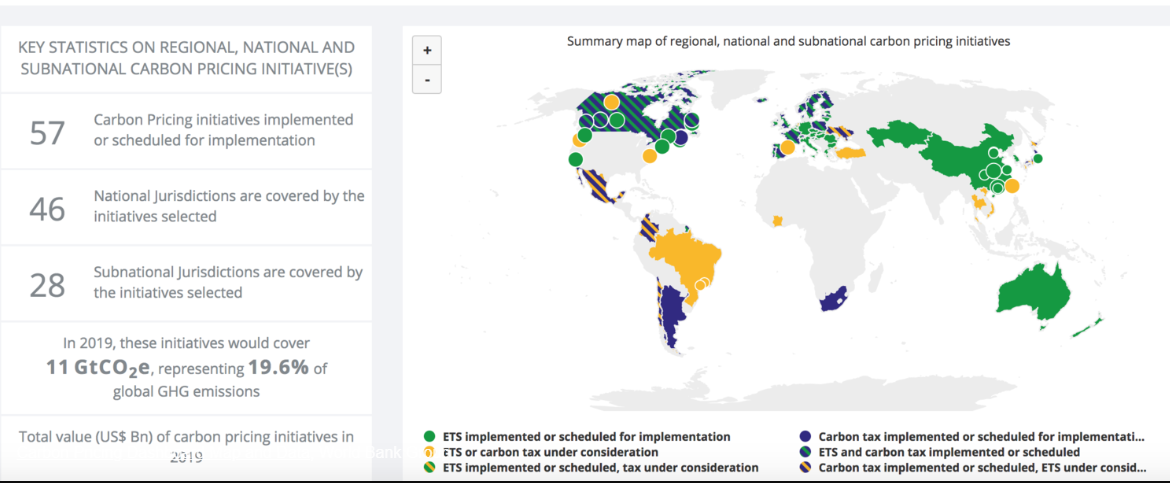 KEY STATISTICS ON REGIONAL, NATIONAL AND
SUBNATIONAL CARBON PRICING INITIATIVE(S)
57
Carbon Pricing initiatives implemented
or scheduled for implementation
46
National Jurisdictions are covered by the
initiatives selected
28
Subnational Jurisdictions are covered by
the initiatives selected
In 2019, these initiatives would cover
11 GtCO₂e, representing 19.6% of
global GHG emissions
Total value (US$ Bn) of carbon pricing initiatives in
2019
+
-
Summary map of regional, national and subnational carbon pricing initiatives
ETS implemented or scheduled for implementation
ETS or carbon tax under consideration
ETS implemented or scheduled, tax under consideration
Carbon tax implemented or scheduled for implementati...
ETS and carbon tax implemented or scheduled
Carbon tax implemented or scheduled, ETS under consid...